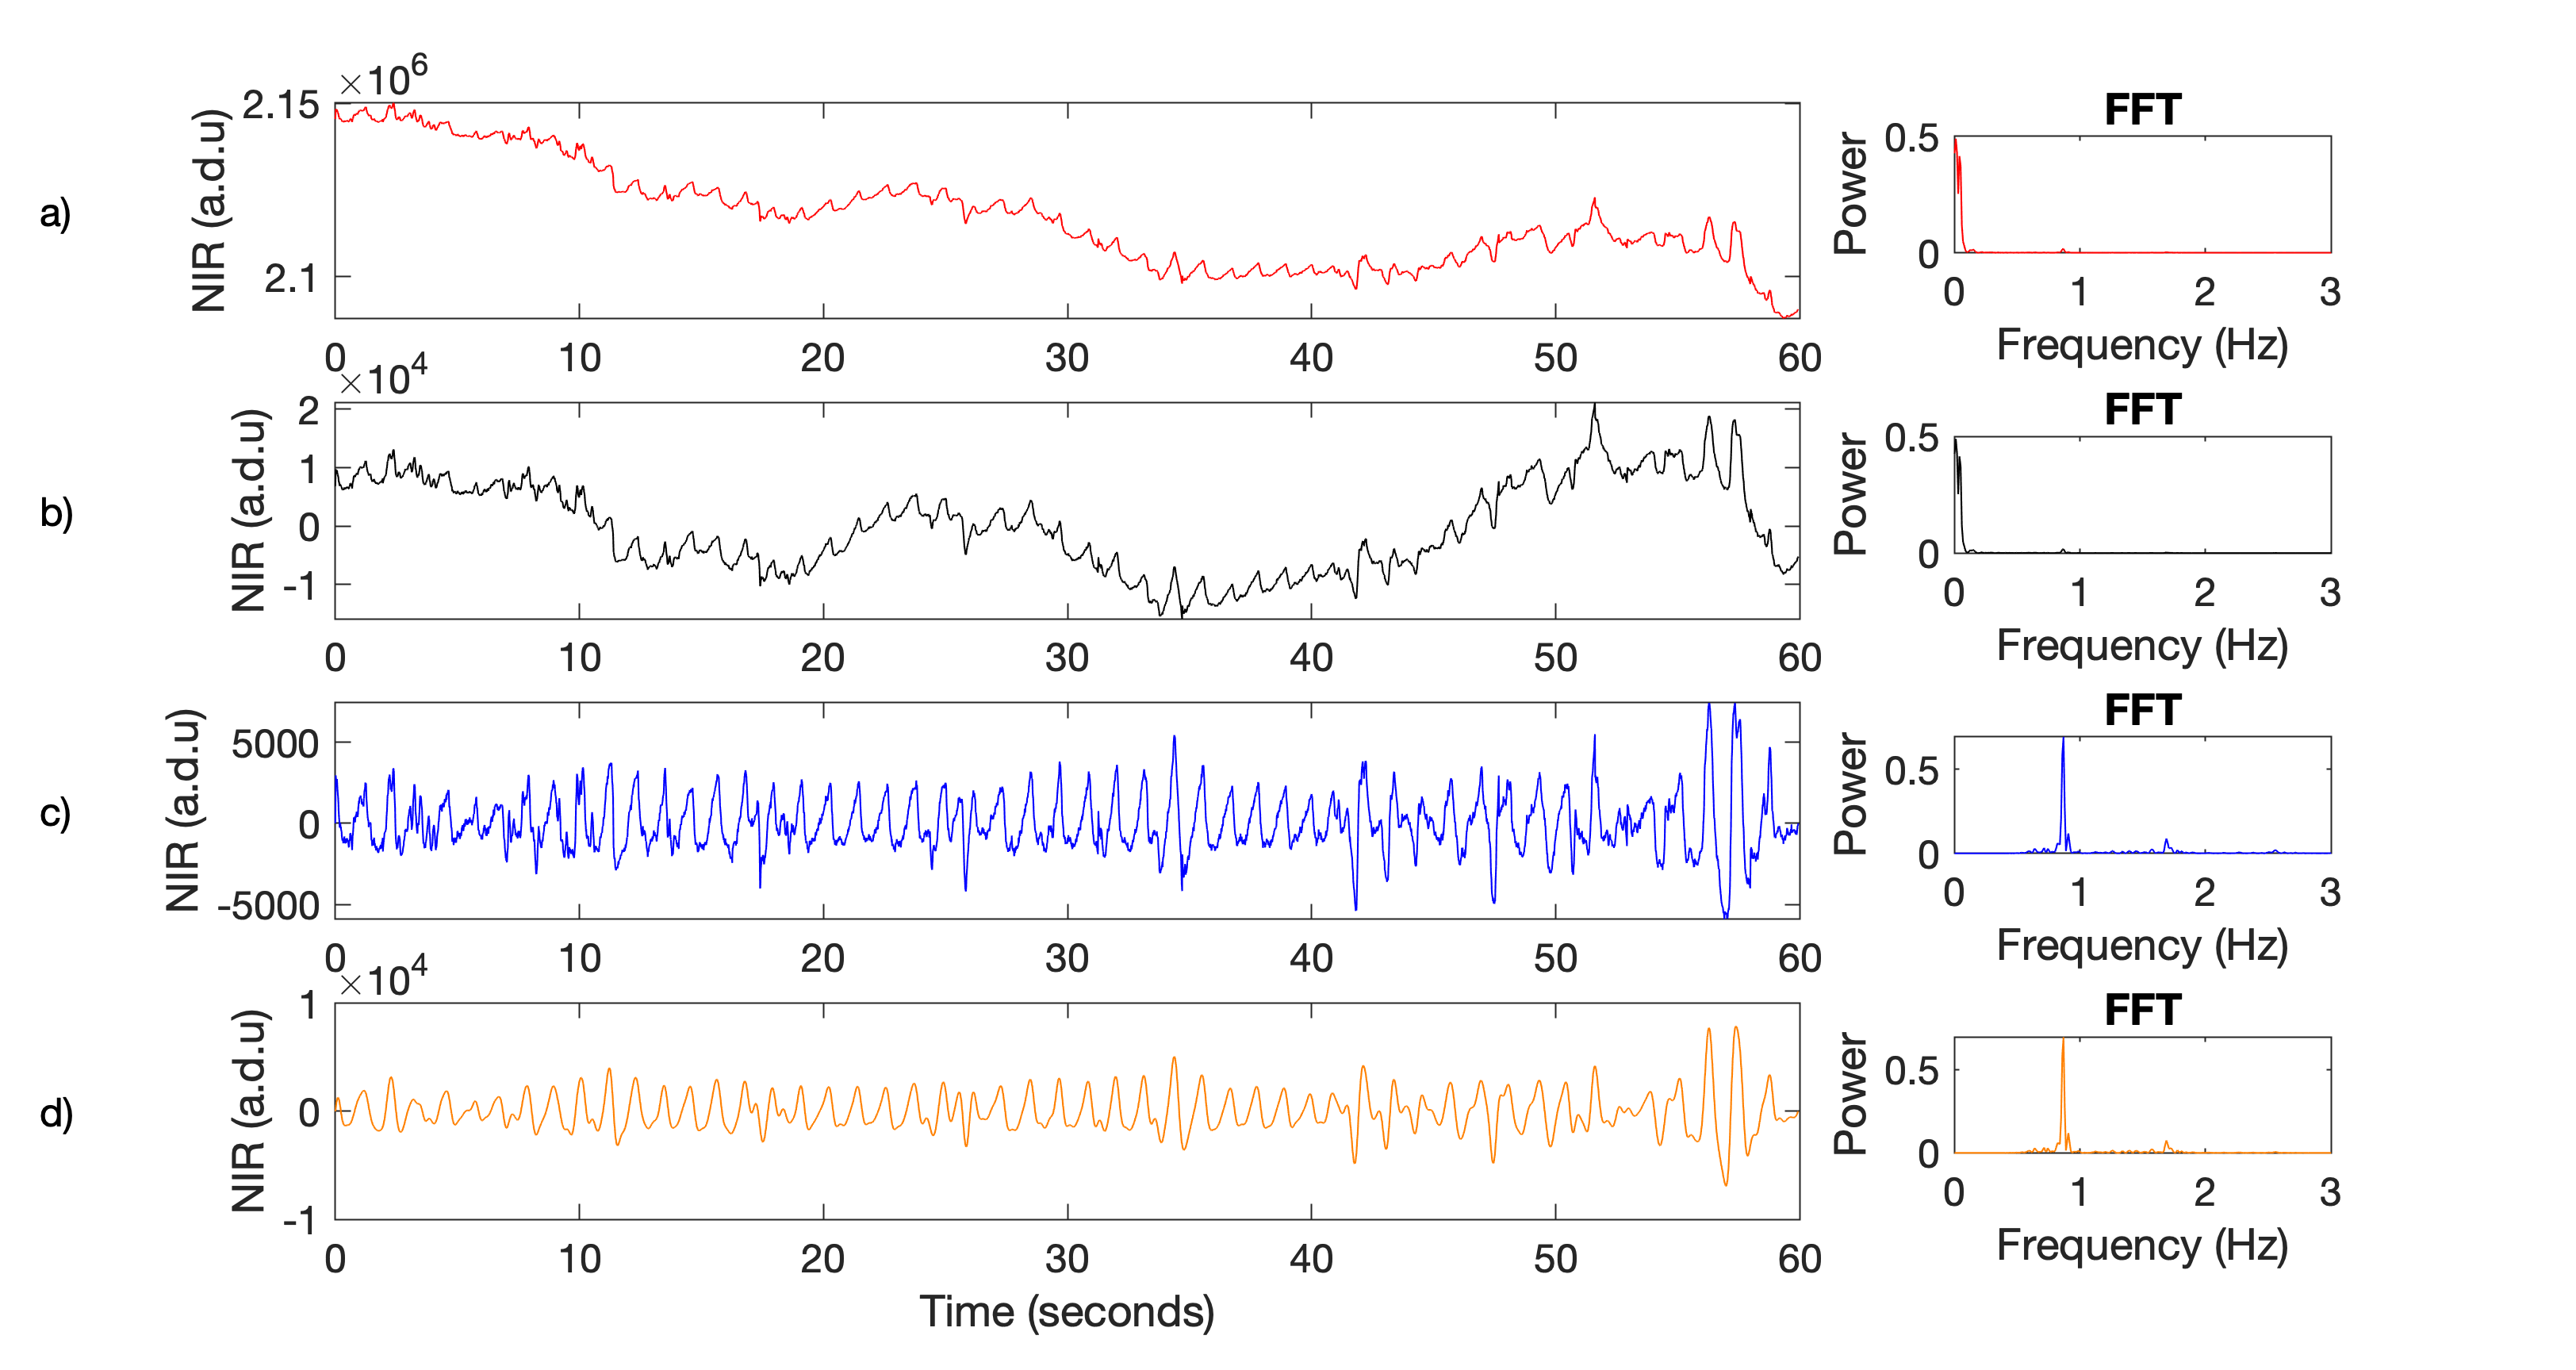 a)
×10^6
NIR (a.d.u)
2.15
2.1
0 10 20 30 40 50 60
FFT
Power
0.5
0
0 1 2 3
Frequency (Hz)
b)
×10^4
NIR (a.d.u)
2
1
0
-1
0 10 20 30 40 50 60
FFT
Power
0.5
0
0 1 2 3
Frequency (Hz)
c)
NIR (a.d.u)
5000
0
-5000
0 10 20 30 40 50 60
FFT
Power
0.5
0
0 1 2 3
Frequency (Hz)
d)
×10^4
NIR (a.d.u)
1
0
-1
0 10 20 30 40 50 60
Time (seconds)
FFT
Power
0.5
0
0 1 2 3
Frequency (Hz)